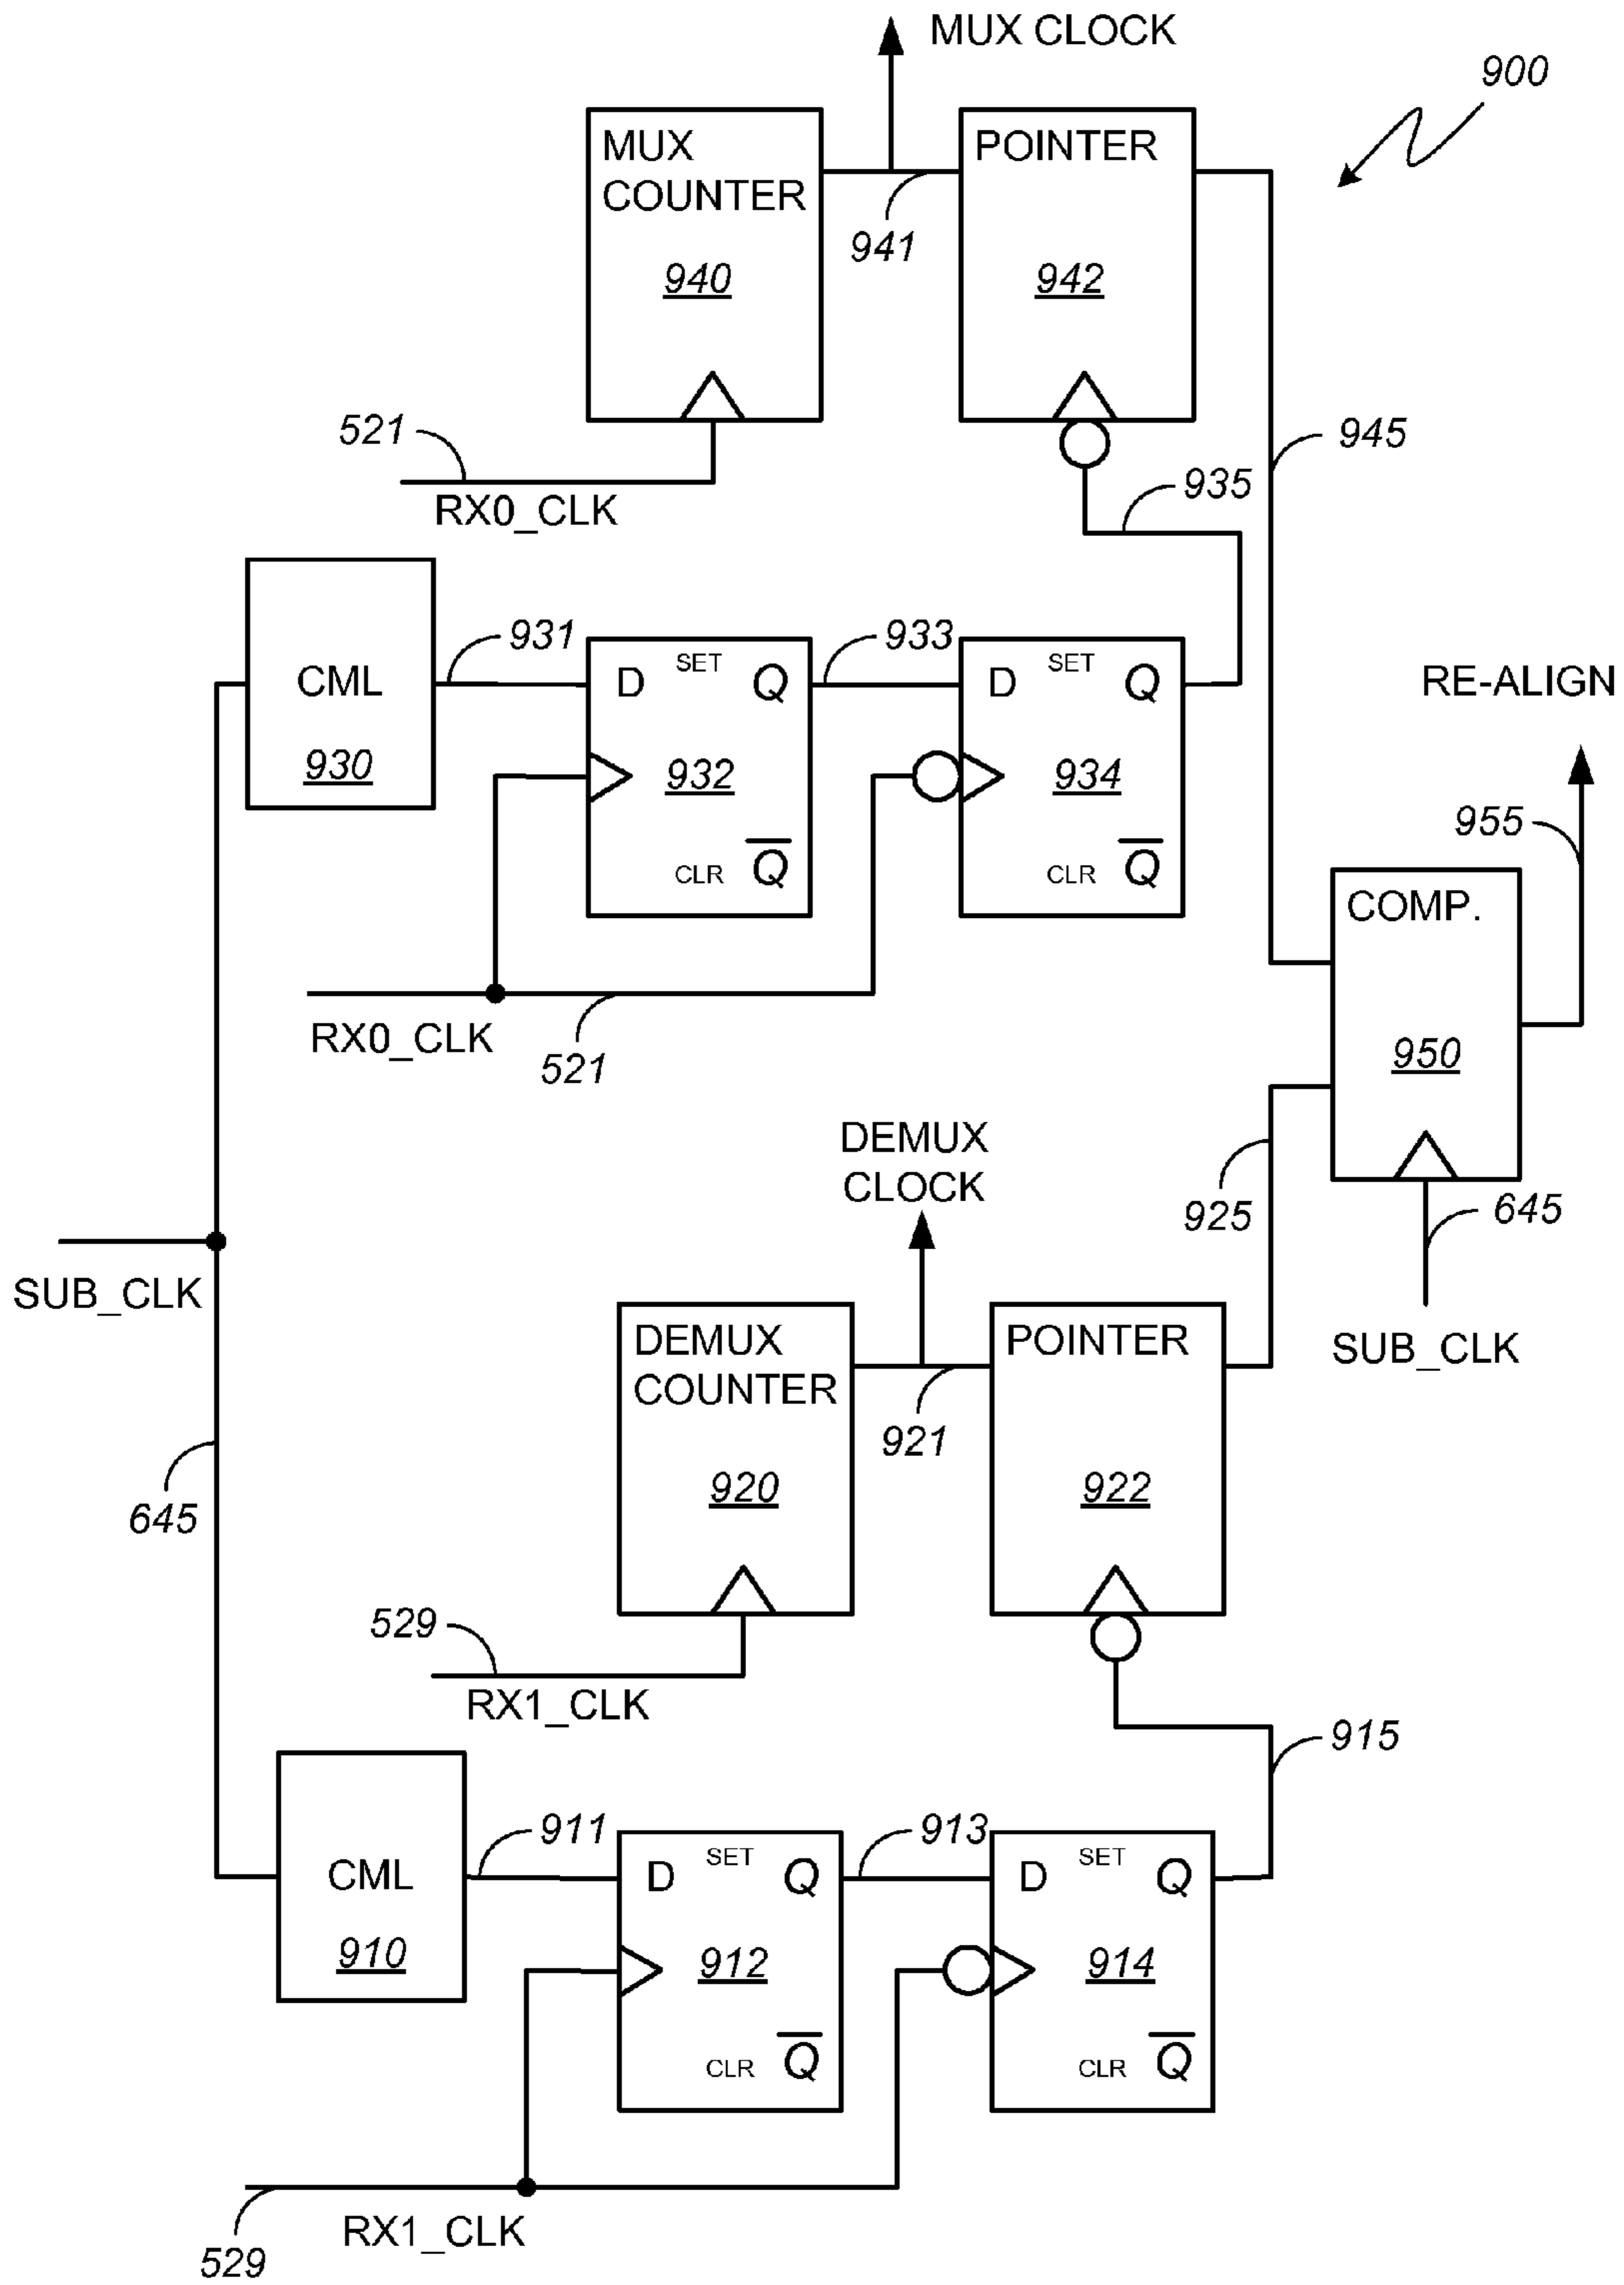 MUX CLOCK
900
MUX
COUNTER
940
POINTER
942
941
521
RX0_CLK
945
935
CML
930
931
D SET Q
932
CLR Q
933
D SET Q
934
CLR Q
RE-ALIGN
955
RX0_CLK
521
COMP.
950
DEMUX
CLOCK
925
645
SUB_CLK
SUB_CLK
645
DEMUX
COUNTER
920
POINTER
922
921
529
RX1_CLK
915
CML
910
911
D SET Q
912
CLR Q
913
D SET Q
914
CLR Q
RX1_CLK
529